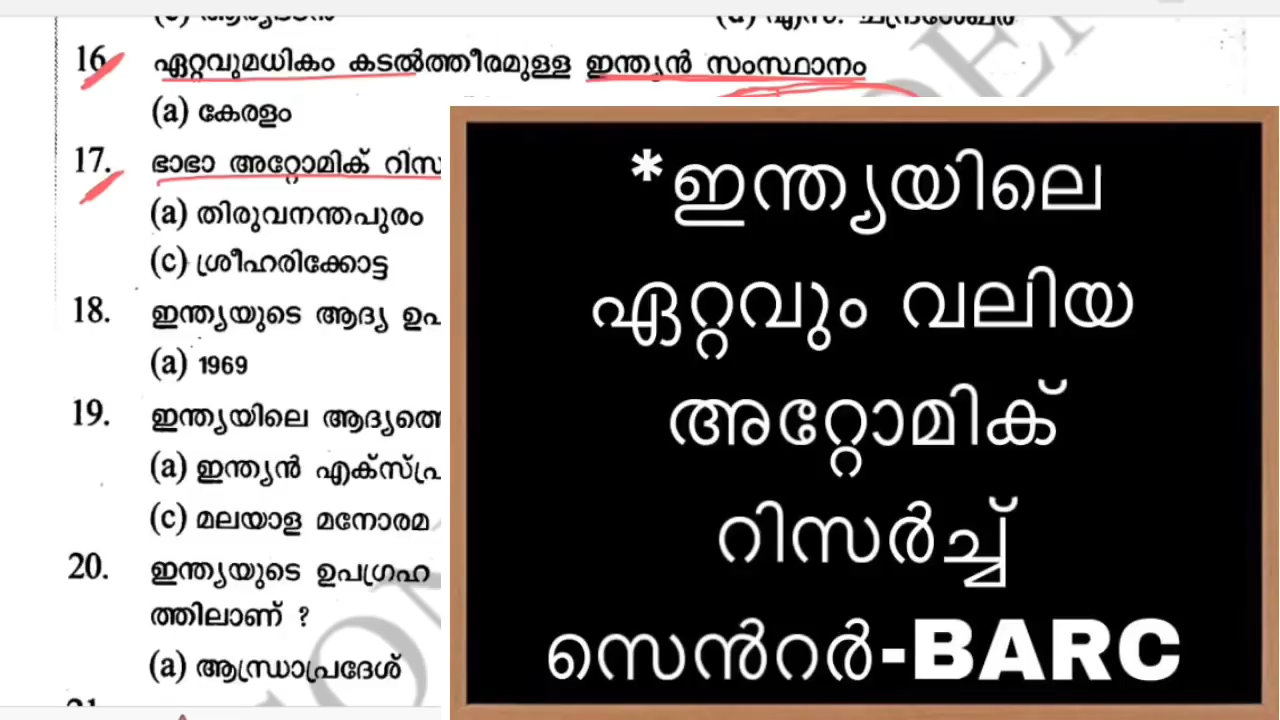 16. ഏറ്റവുമധികം കടൽത്തീരമുള്ള ഇന്ത്യൻ സംസ്ഥാനം
(a) കേരളം
17. ഭാഭാ അറ്റോമിക് റിസ
(a) തിരുവനന്തപുരം
(c) ശ്രീഹരിക്കോട്ട
18. ഇന്ത്യയുടെ ആദ്യ ഉപ
(a) 1969
19. ഇന്ത്യയിലെ ആദ്യത്തെ
(a) ഇന്ത്യൻ എക്സ്പ്ര
(c) മലയാള മനോരമ
20. ഇന്ത്യയുടെ ഉപഗ്രഹ
ത്തിലാണ് ?
(a) ആന്ധ്രാപ്രദേശ്
*ഇന്ത്യയിലെ
ഏറ്റവും വലിയ
അറ്റോമിക്
റിസർച്ച്
സെൻറർ-BARC